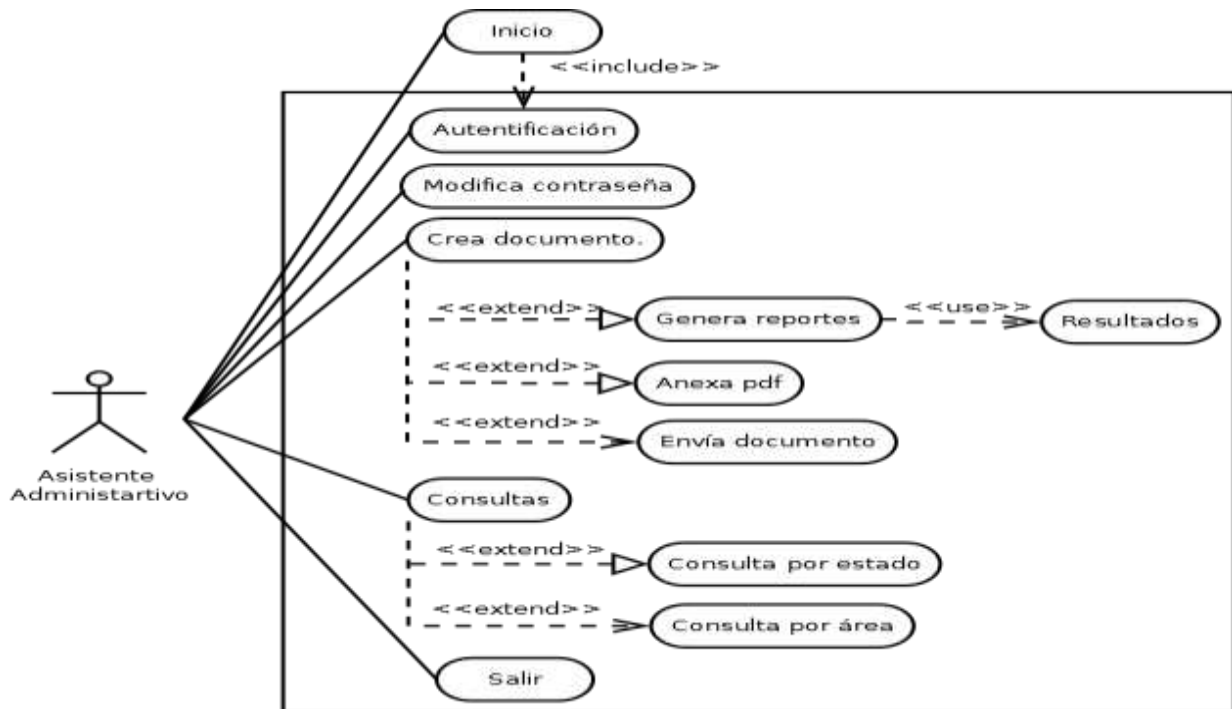 Inicio
<<include>>
Autentificación
Modifica contraseña
Crea documento.
<<extend>>
Genera reportes
<<use>>
Resultados
<<extend>>
Anexa pdf
<<extend>>
Envía documento
Asistente
Administartivo
Consultas
<<extend>>
Consulta por estado
<<extend>>
Consulta por área
Salir